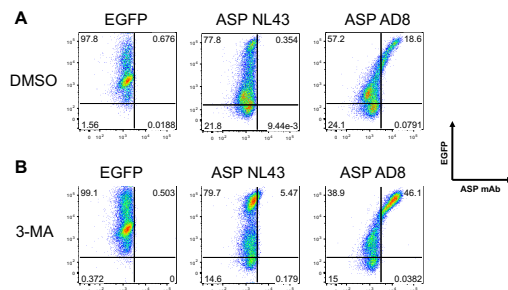 A
EGFP
ASP NL43
ASP AD8
DMSO
97.8
0.676
1.56
0.0188
77.8
0.354
21.8
9.44e-3
57.2
18.6
24.1
0.0791
EGFP
ASP mAb
B
EGFP
ASP NL43
ASP AD8
3-MA
99.1
0.503
0.372
0
79.7
5.47
14.6
0.179
38.9
46.1
15
0.0382